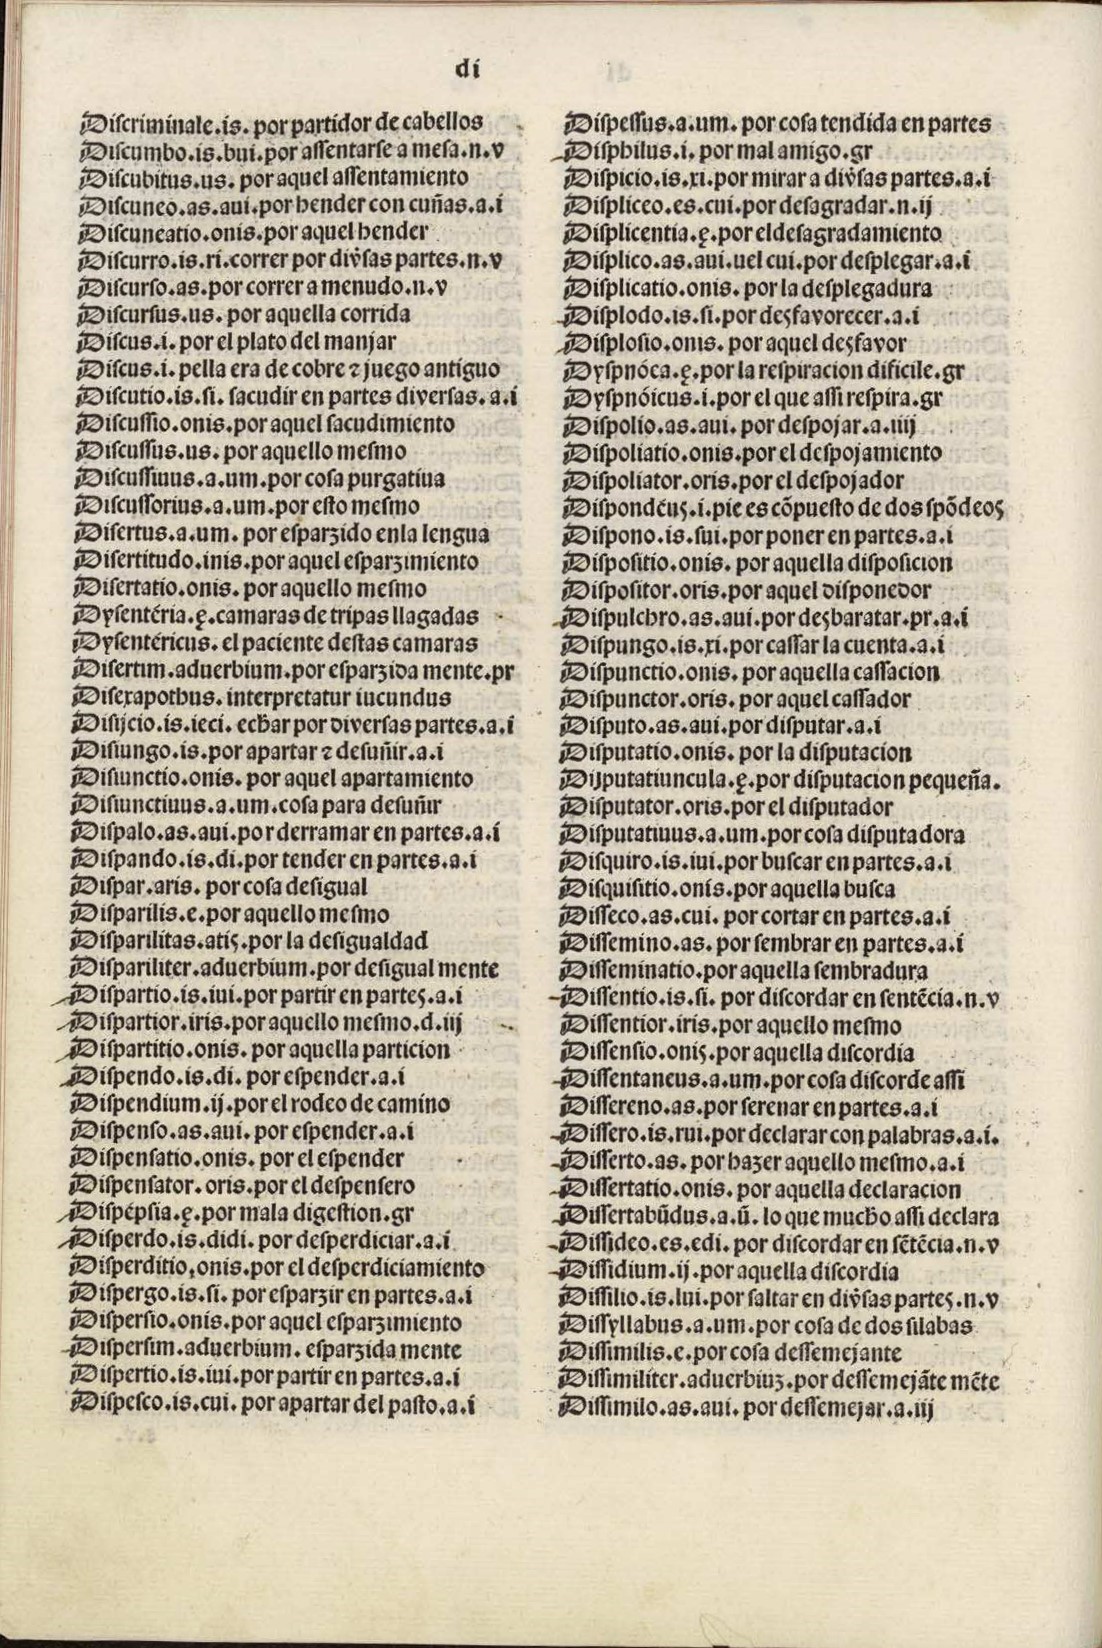 di
Discriminale.is. por partidor de cabellos
Discumbo.is.bui.por assentarse a mesa.n.v
Discubitus.us. por aquel assentamiento
Discuneo.as.aui.por hender con cuñas.a.i
Discuneatio.onis.por aquel hender
Discurro.is.ri.correr por div̄sas partes.n.v
Discurso.as.por correr a menudo.n.v
Discursus.us. por aquella corrida
Discus.i. por el plato del manjar
Discus.i. pella era de cobre ⁊ juego antiguo
Discutio.is.si. sacudir en partes diversas.a.i
Discussio.onis.por aquel sacudimiento
Discussus.us. por aquello mesmo
Discussiuus.a.um.por cosa purgatiua
Discussorius.a.um.por esto mesmo
Disertus.a.um. por esparzido enla lengua
Disertitudo.inis.por aquel esparzimiento
Disertatio.onis. por aquello mesmo
Dysentéria.ę.camaras de tripas llagadas
Dysentéricus. el paciente destas camaras
Disertim.aduerbium.por esparzida mente.pr
Disexapothus. interpretatur iucundus
Disijcio.is.ieci. echar por diversas partes.a.i
Disiungo.is.por apartar ⁊ desuñir.a.i
Disiunctio.onis. por aquel apartamiento
Disiunctiuus.a.um.cosa para desuñir
Dispalo.as.aui.por derramar en partes.a.i
Dispando.is.di.por tender en partes.a.i
Dispar.aris. por cosa desigual
Disparilis.e.por aquello mesmo
Disparilitas.atis.por la desigualdad
Dispariliter.aduerbium.por desigual mente
Dispartio.is.iui.por partir en partes.a.i
Dispartior.iris.por aquello mesmo.d.iij
Dispartitio.onis. por aquella particion
Dispendo.is.di. por espender.a.i
Dispendium.ij.por el rodeo de camino
Dispenso.as.aui. por espender.a.i
Dispensatio.onis. por el espender
Dispensator.oris.por el despensero
Dispépsia.ę.por mala digestion.gr
Disperdo.is.didi. por desperdiciar.a.i
Disperditio.onis.por el desperdiciamiento
Dispergo.is.si. por esparzir en partes.a.i
Dispersio.onis.por aquel esparzimiento
Dispersim.aduerbium. esparzida mente
Dispertio.is.iui.por partir en partes.a.i
Dispesco.is.cui. por apartar del pasto.a.i
Dispessus.a.um. por cosa tendida en partes
Disphilus.i. por mal amigo.gr
Dispicio.is.xi.por mirar a div̄sas partes.a.i
Displiceo.es.cui.por desagradar.n.ij
Displicentia.ę.por el desagradamiento
Displico.as.aui.uel cui.por desplegar.a.i
Displicatio.onis. por la desplegadura
Displodo.is.si.por desfavorecer.a.i
Displosio.onis. por aquel desfavor
Dyspnóea.ę.por la respiracion dificile.gr
Dyspnóicus.i.por el que assi respira.gr
Dispolio.as.aui. por despojar.a.iiij
Dispoliatio.onis.por el despojamiento
Dispoliator.oris.por el despojador
Dispondéus.i.pie es cōpuesto de dos spōdeos
Dispono.is.sui.por poner en partes.a.i
Dispositio.onis. por aquella disposicion
Dispositor.oris.por aquel disponedor
Dispulchro.as.aui.por desbaratar.pr.a.i
Dispungo.is.xi.por cassar la cuenta.a.i
Dispunctio.onis. por aquella cassacion
Dispunctor.oris. por aquel cassador
Disputo.as.aui.por disputar.a.i
Disputatio.onis. por la disputacion
Disputatiuncula.ę.por disputacion pequeña.
Disputator.oris.por el disputador
Disputatiuus.a.um.por cosa disputadora
Disquiro.is.iui.por buscar en partes.a.i
Disquisitio.onis.por aquella busca
Disseco.as.cui. por cortar en partes.a.i
Dissemino.as. por sembrar en partes.a.i
Disseminatio.por aquella sembradura
Dissentio.is.si. por discordar en sentēcia.n.v
Dissentior.iris.por aquello mesmo
Dissensio.onis.por aquella discordia
Dissentaneus.a.um.por cosa discorde assi
Dissereno.as.por serenar en partes.a.i
Dissero.is.rui.por declarar con palabras.a.i.
Disserto.as. por hazer aquello mesmo.a.i
Dissertatio.onis. por aquella declaracion
Dissertabūdus.a.ū. lo que mucho assi declara
Dissideo.es.edi. por discordar en sētēcia.n.v
Dissidium.ij.por aquella discordia
Dissilio.is.lui.por saltar en div̄sas partes.n.v
Dissyllabus.a.um.por cosa de dos silabas
Dissimilis.e.por cosa dessemejante
Dissimiliter.aduerbiuz.por dessemejāte mēte
Dissimilo.as.aui.por dessemejar.a.iij